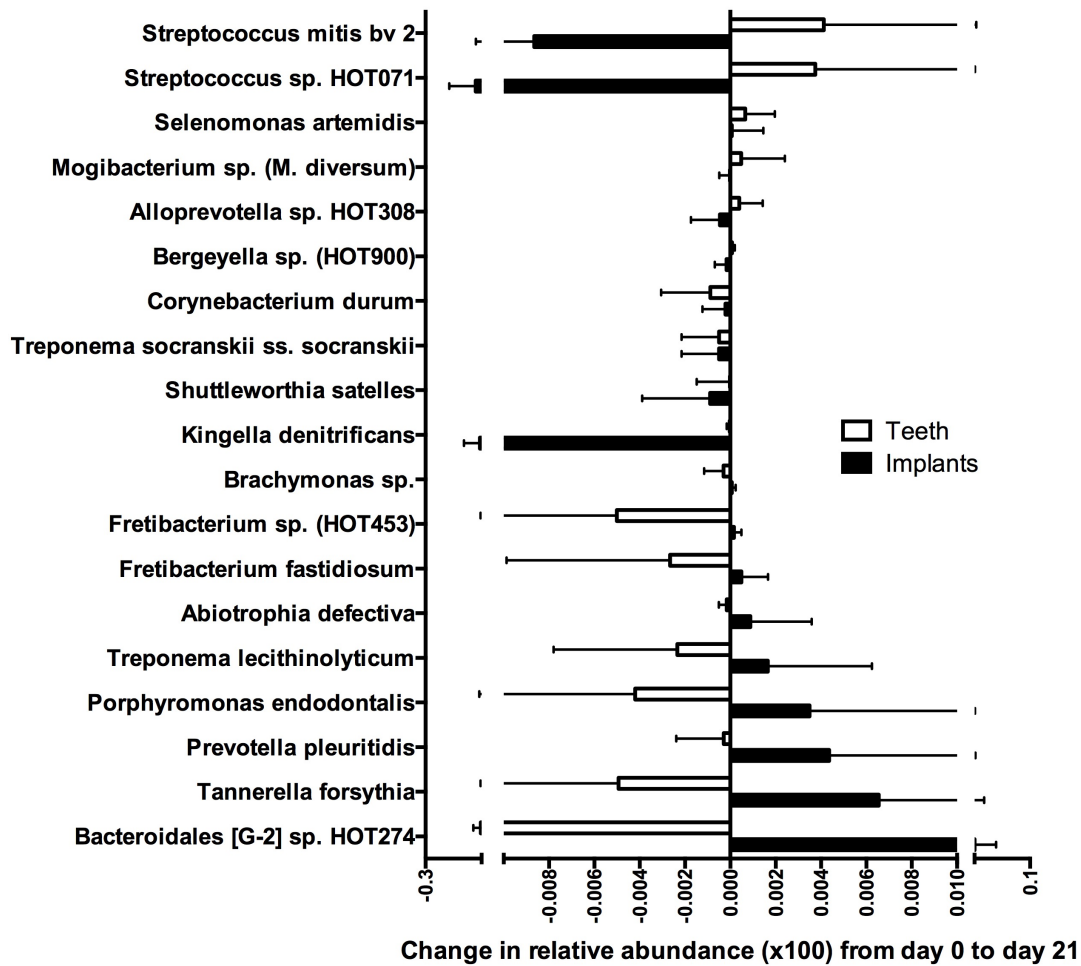 Streptococcus mitis bv 2
Streptococcus sp. HOT071
Selenomonas artemidis
Mogibacterium sp. (M. diversum)
Alloprevotella sp. HOT308
Bergeyella sp. (HOT900)
Corynebacterium durum
Treponema socranskii ss. socranskii
Shuttleworthia satelles
Kingella denitrificans
Brachymonas sp.
Fretibacterium sp. (HOT453)
Fretibacterium fastidiosum
Abiotrophia defectiva
Treponema lecithinolyticum
Porphyromonas endodontalis
Prevotella pleuritidis
Tannerella forsythia
Bacteroidales [G-2] sp. HOT274
Teeth
Implants
-0.3 -0.008 -0.006 -0.004 -0.002 0.000 0.002 0.004 0.006 0.008 0.010 0.1
Change in relative abundance (x100) from day 0 to day 21